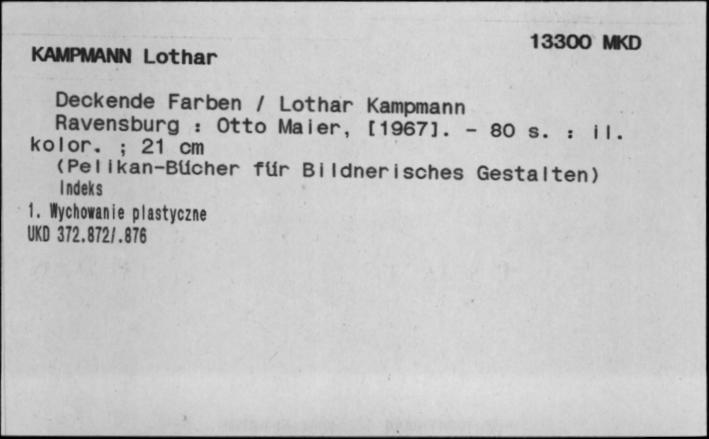 13300 MKD
KAMPMANN Lothar
Deckende Farben / Lothar Kampmann
Ravensburg : Otto Maier, [1967]. - 80 s. : il.
kolor. ; 21 cm
(Pelikan-Bücher für Bildnerisches Gestalten)
Indeks
1. Wychowanie plastyczne
UKD 372.872/.876